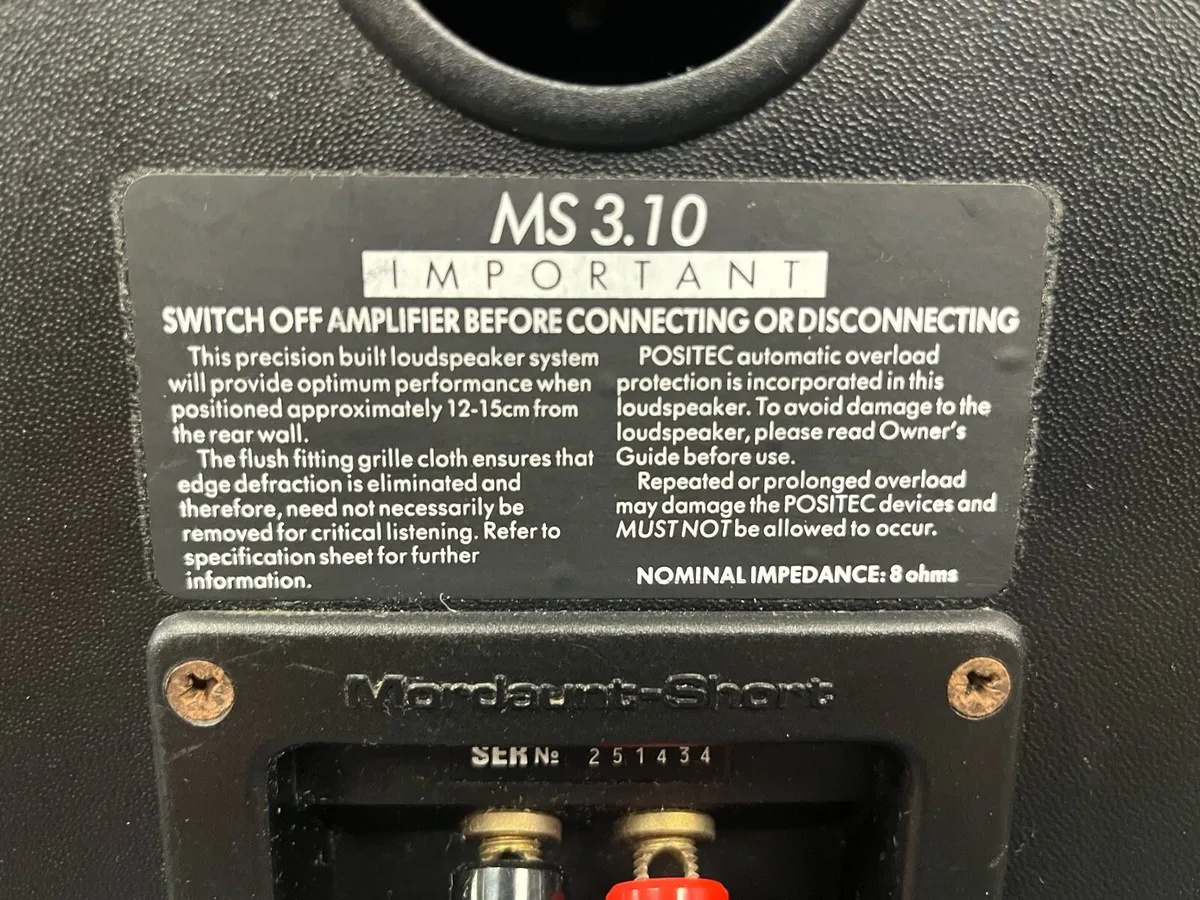 MS 3.10
IMPORTANT
SWITCH OFF AMPLIFIER BEFORE CONNECTING OR DISCONNECTING
This precision built loudspeaker system
will provide optimum performance when
positioned approximately 12-15cm from
the rear wall.
The flush fitting grille cloth ensures that
edge defraction is eliminated and
therefore, need not necessarily be
removed for critical listening. Refer to
specification sheet for further
information.
POSITEC automatic overload
protection is incorporated in this
loudspeaker. To avoid damage to the
loudspeaker, please read Owner's
Guide before use.
Repeated or prolonged overload
may damage the POSITEC devices and
MUST NOT be allowed to occur.
NOMINAL IMPEDANCE: 8 ohms
Mordaunt-Short
SER № 251434